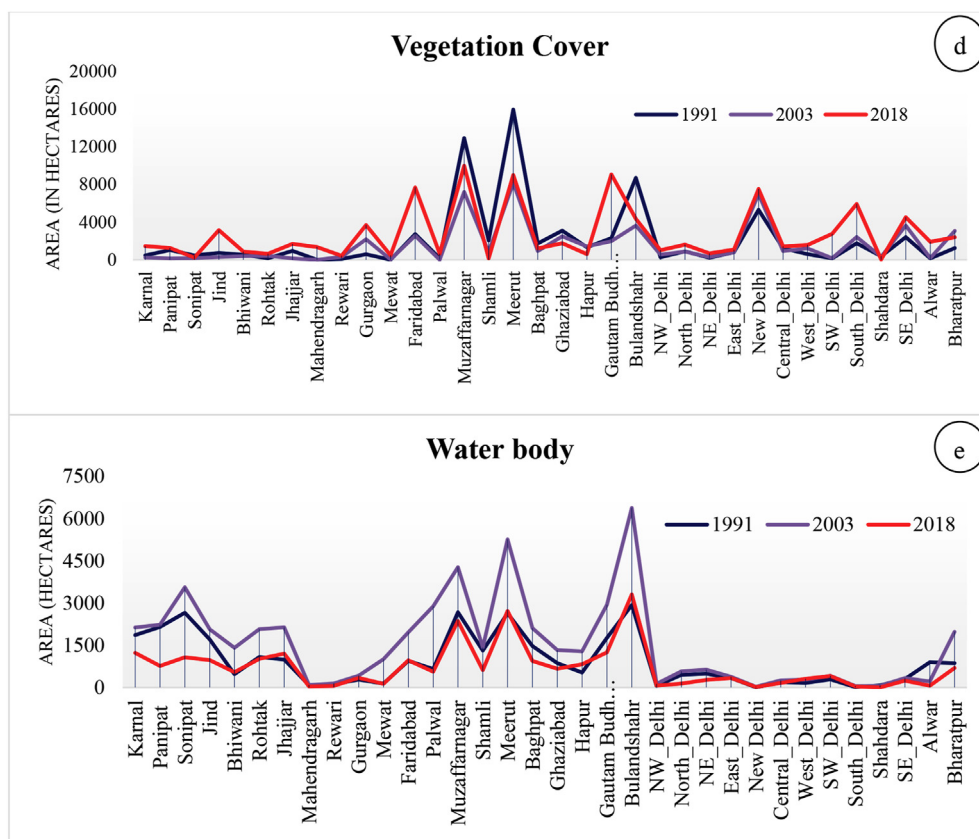 Vegetation Cover
d
20000
16000
12000
8000
4000
0
AREA (IN HECTARES)
1991 2003 2018
Karnal
Panipat
Sonipat
Jind
Bhiwani
Rohtak
Jhajjar
Mahendragarh
Rewari
Gurgaon
Mewat
Faridabad
Palwal
Muzaffarnagar
Shamli
Meerut
Baghpat
Ghaziabad
Hapur
Gautam Budh...
Bulandshahr
NW_Delhi
North_Delhi
NE_Delhi
East_Delhi
New Delhi
Central_Delhi
West_Delhi
SW_Delhi
South_Delhi
Shahdara
SE_Delhi
Alwar
Bharatpur
Water body
e
7500
6000
4500
3000
1500
0
AREA (HECTARES)
1991 2003 2018
Karnal
Panipat
Sonipat
Jind
Bhiwani
Rohtak
Jhajjar
Mahendragarh
Rewari
Gurgaon
Mewat
Faridabad
Palwal
Muzaffarnagar
Shamli
Meerut
Baghpat
Ghaziabad
Hapur
Gautam Budh...
Bulandshahr
NW_Delhi
North_Delhi
NE_Delhi
East_Delhi
New Delhi
Central_Delhi
West_Delhi
SW_Delhi
South_Delhi
Shahdara
SE_Delhi
Alwar
Bharatpur